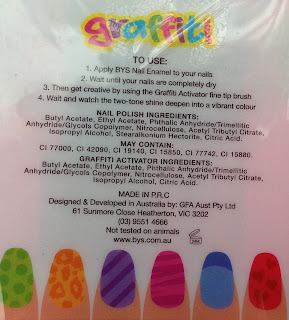 graffiti
TO USE:
1. Apply BYS Nail Enamel to your nails
2. Wait until your nails are completely dry
3. Then get creative by using the Graffiti Activator fine tip brush
4. Wait and watch the two-tone shine deepen into a vibrant colour
NAIL POLISH INGREDIENTS:
Butyl Acetate, Ethyl Acetate, Phthalic Anhydride/Trimellitic
Anhydride/Glycols Copolymer, Nitrocellulose, Acetyl Tributyl Citrate,
Isopropyl Alcohol, Stearalkonium Hectorite, Citric Acid.
MAY CONTAIN:
CI 77000, CI 42090, CI 19140, CI 15850, CI 77742, CI 15880.
GRAFFITI ACTIVATOR INGREDIENTS:
Butyl Acetate, Ethyl Acetate, Phthalic Anhydride/Trimellitic
Anhydride/Glycols Copolymer, Nitrocellulose, Acetyl Tributyl Citrate,
Isopropyl Alcohol, Citric Acid.
MADE IN P.R.C
Designed & Developed in Australia by: GFA Aust Pty Ltd
61 Sunmore Close Heatherton, VIC 3202
(03) 9551 4666
Not tested on animals
www.bys.com.au